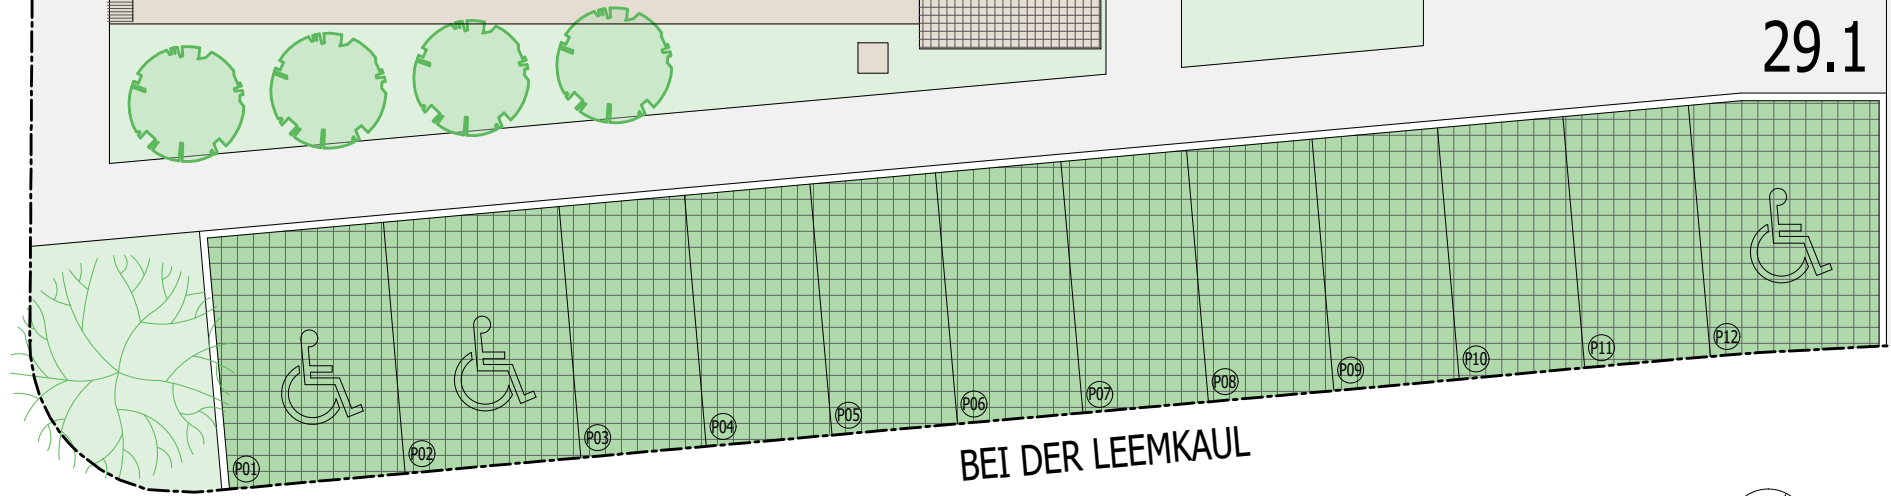 29.1
P01
P02
P03
P04
P05
P06
P07
P08
P09
P10
P11
P12
BEI DER LEEMKAUL